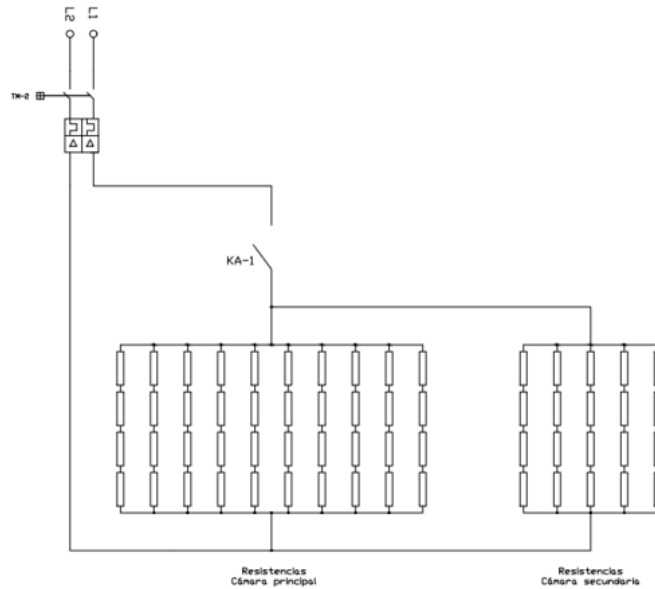 L2 L1
TM-2
KA-1
Resistencias
Cámara principal
Resistencias
Cámara secundaria